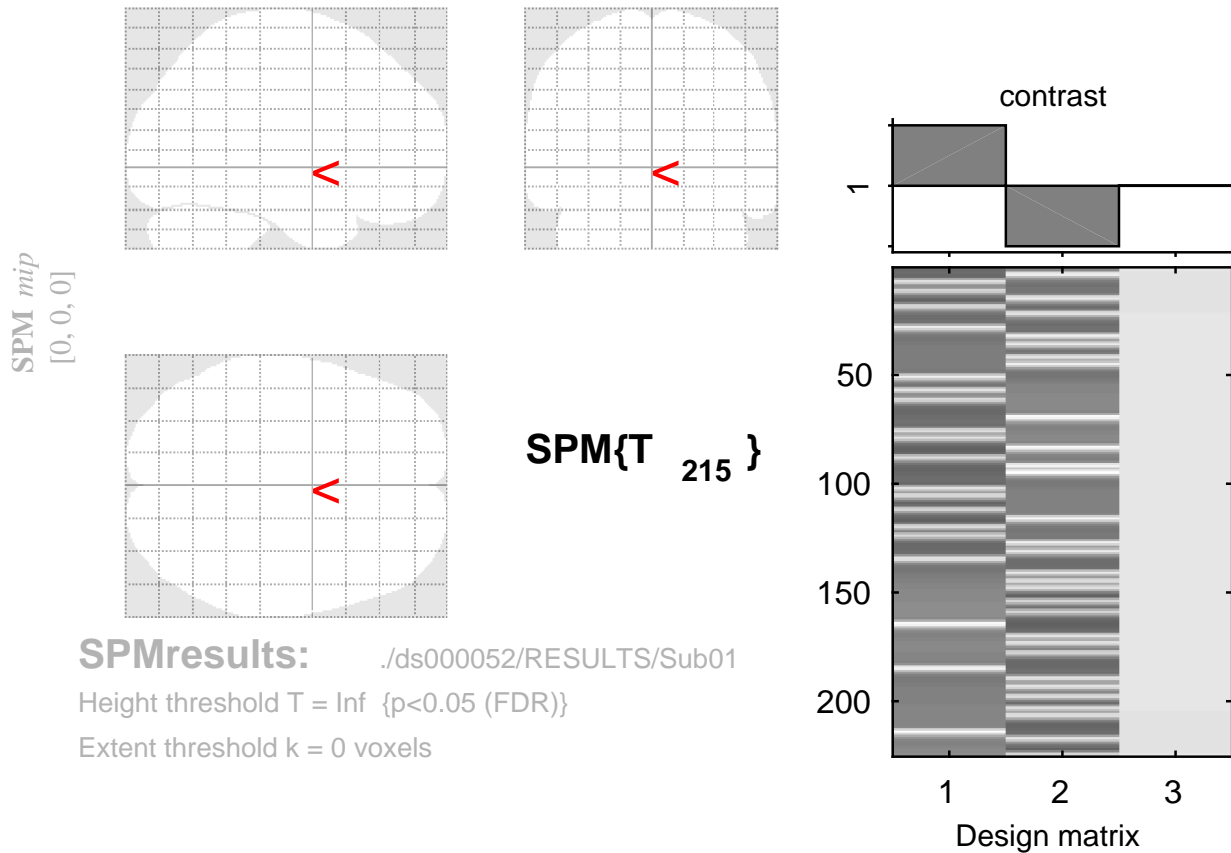 SPM mip
[0, 0, 0]
<
<
<
SPM{T 215 }
SPMresults: ./ds000052/RESULTS/Sub01
Height threshold T = Inf {p<0.05 (FDR)}
Extent threshold k = 0 voxels
contrast
1
50
100
150
200
1 2 3
Design matrix